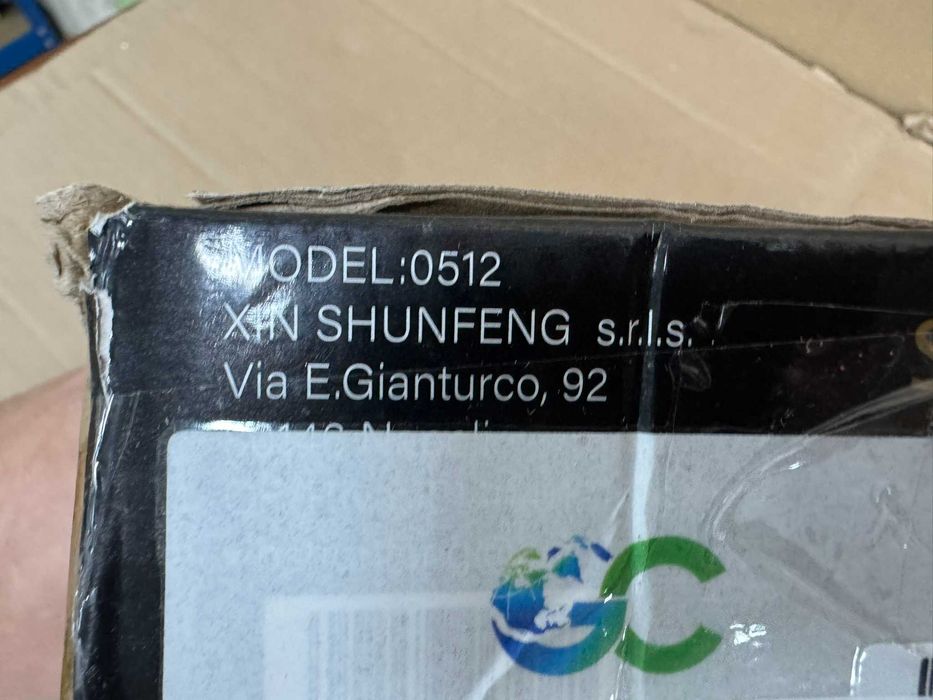 MODEL:0512
XIN SHUNFENG s.r.l.s.
Via E.Gianturco, 92